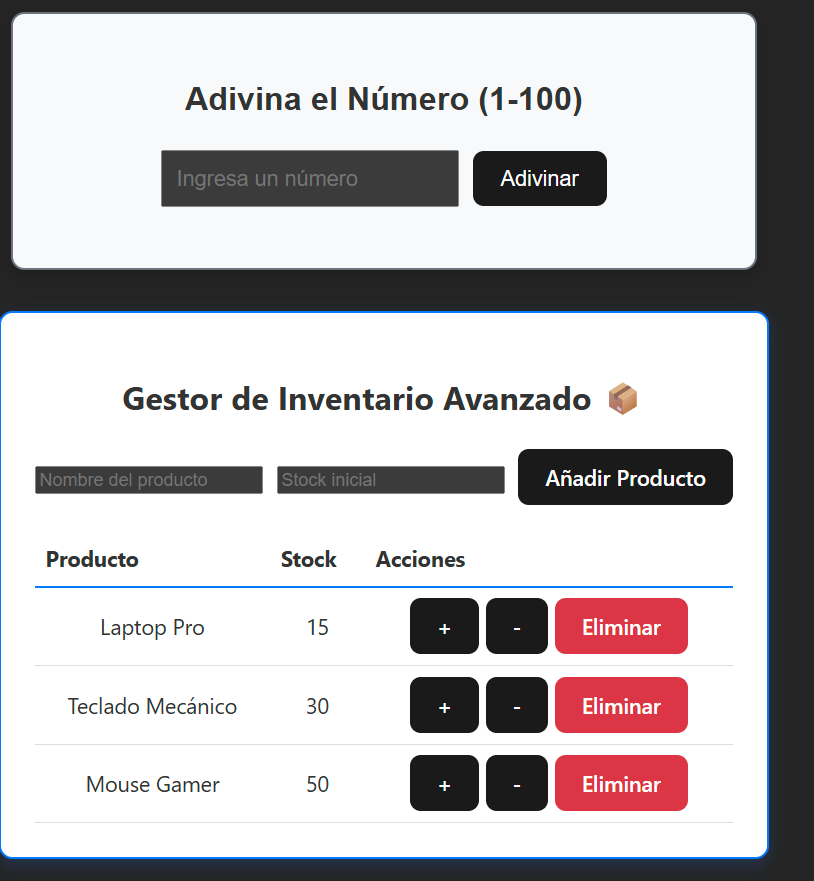 Adivina el Número (1-100)
Ingresa un número Adivinar
Gestor de Inventario Avanzado 📦
Nombre del producto Stock inicial Añadir Producto
Producto Stock Acciones
Laptop Pro 15 + - Eliminar
Teclado Mecánico 30 + - Eliminar
Mouse Gamer 50 + - Eliminar